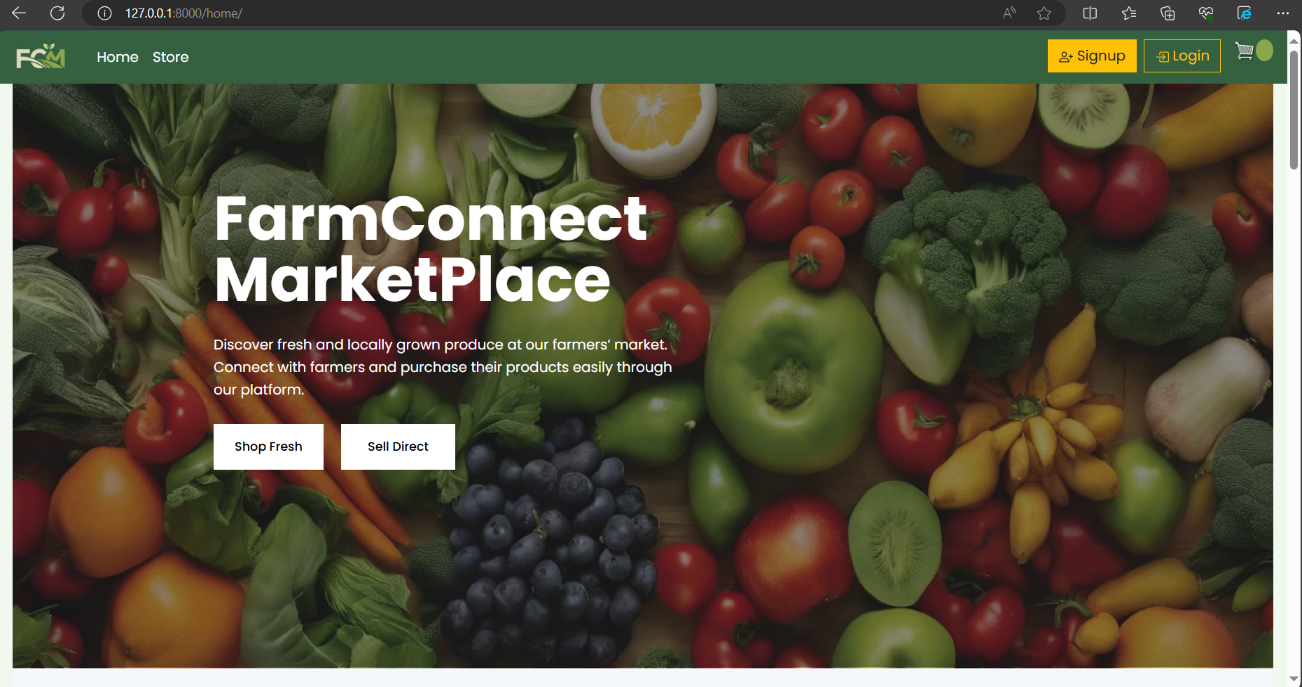 127.0.0.1:8000/home/
FCM
Home Store
Signup Login
FarmConnect
MarketPlace
Discover fresh and locally grown produce at our farmers’ market.
Connect with farmers and purchase their products easily through
our platform.
Shop Fresh Sell Direct